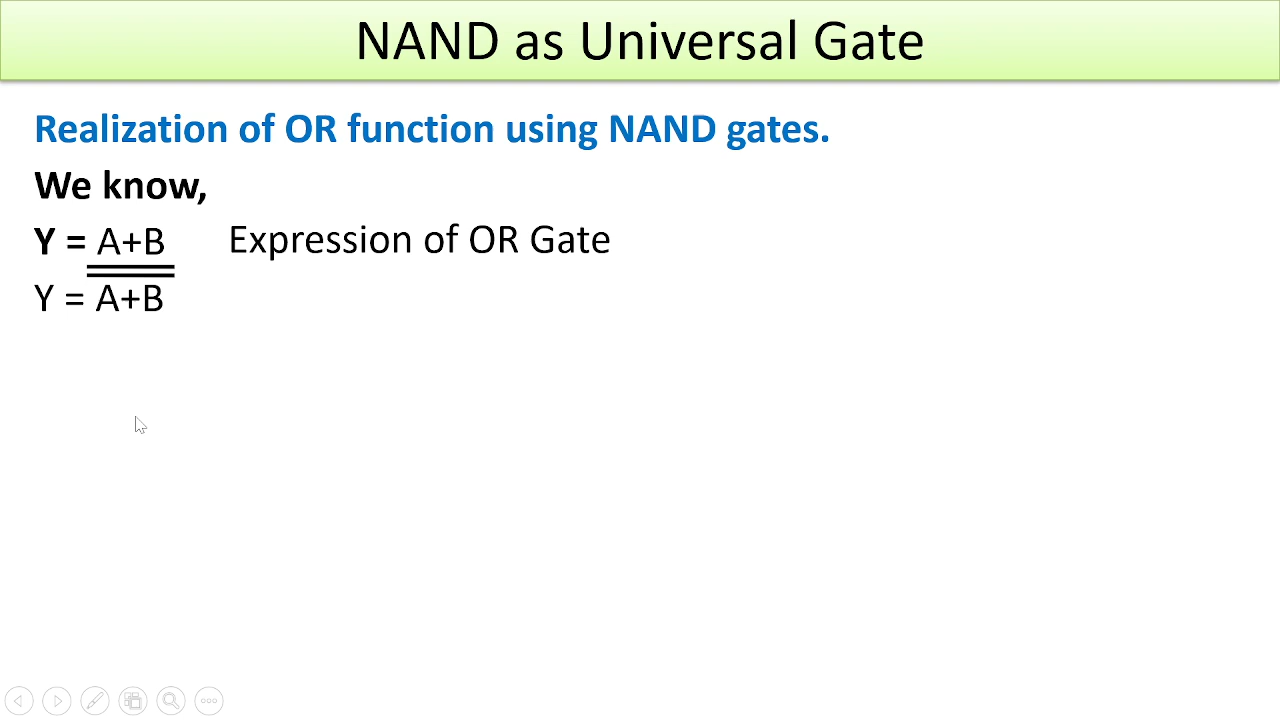 NAND as Universal Gate
Realization of OR function using NAND gates.
We know,
Y = A+B Expression of OR Gate
Y = A̿+̿B̿